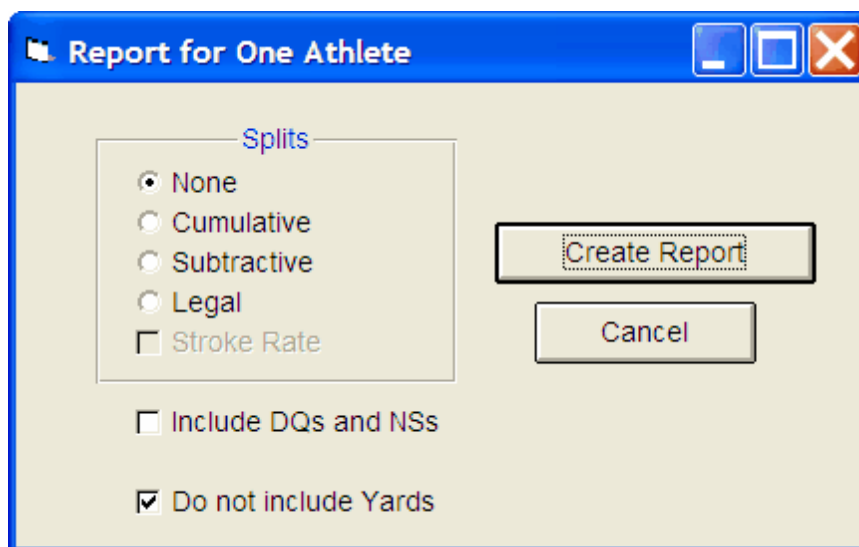 Report for One Athlete
Splits
None
Cumulative
Subtractive
Legal
Stroke Rate
Create Report
Cancel
Include DQs and NSs
Do not include Yards